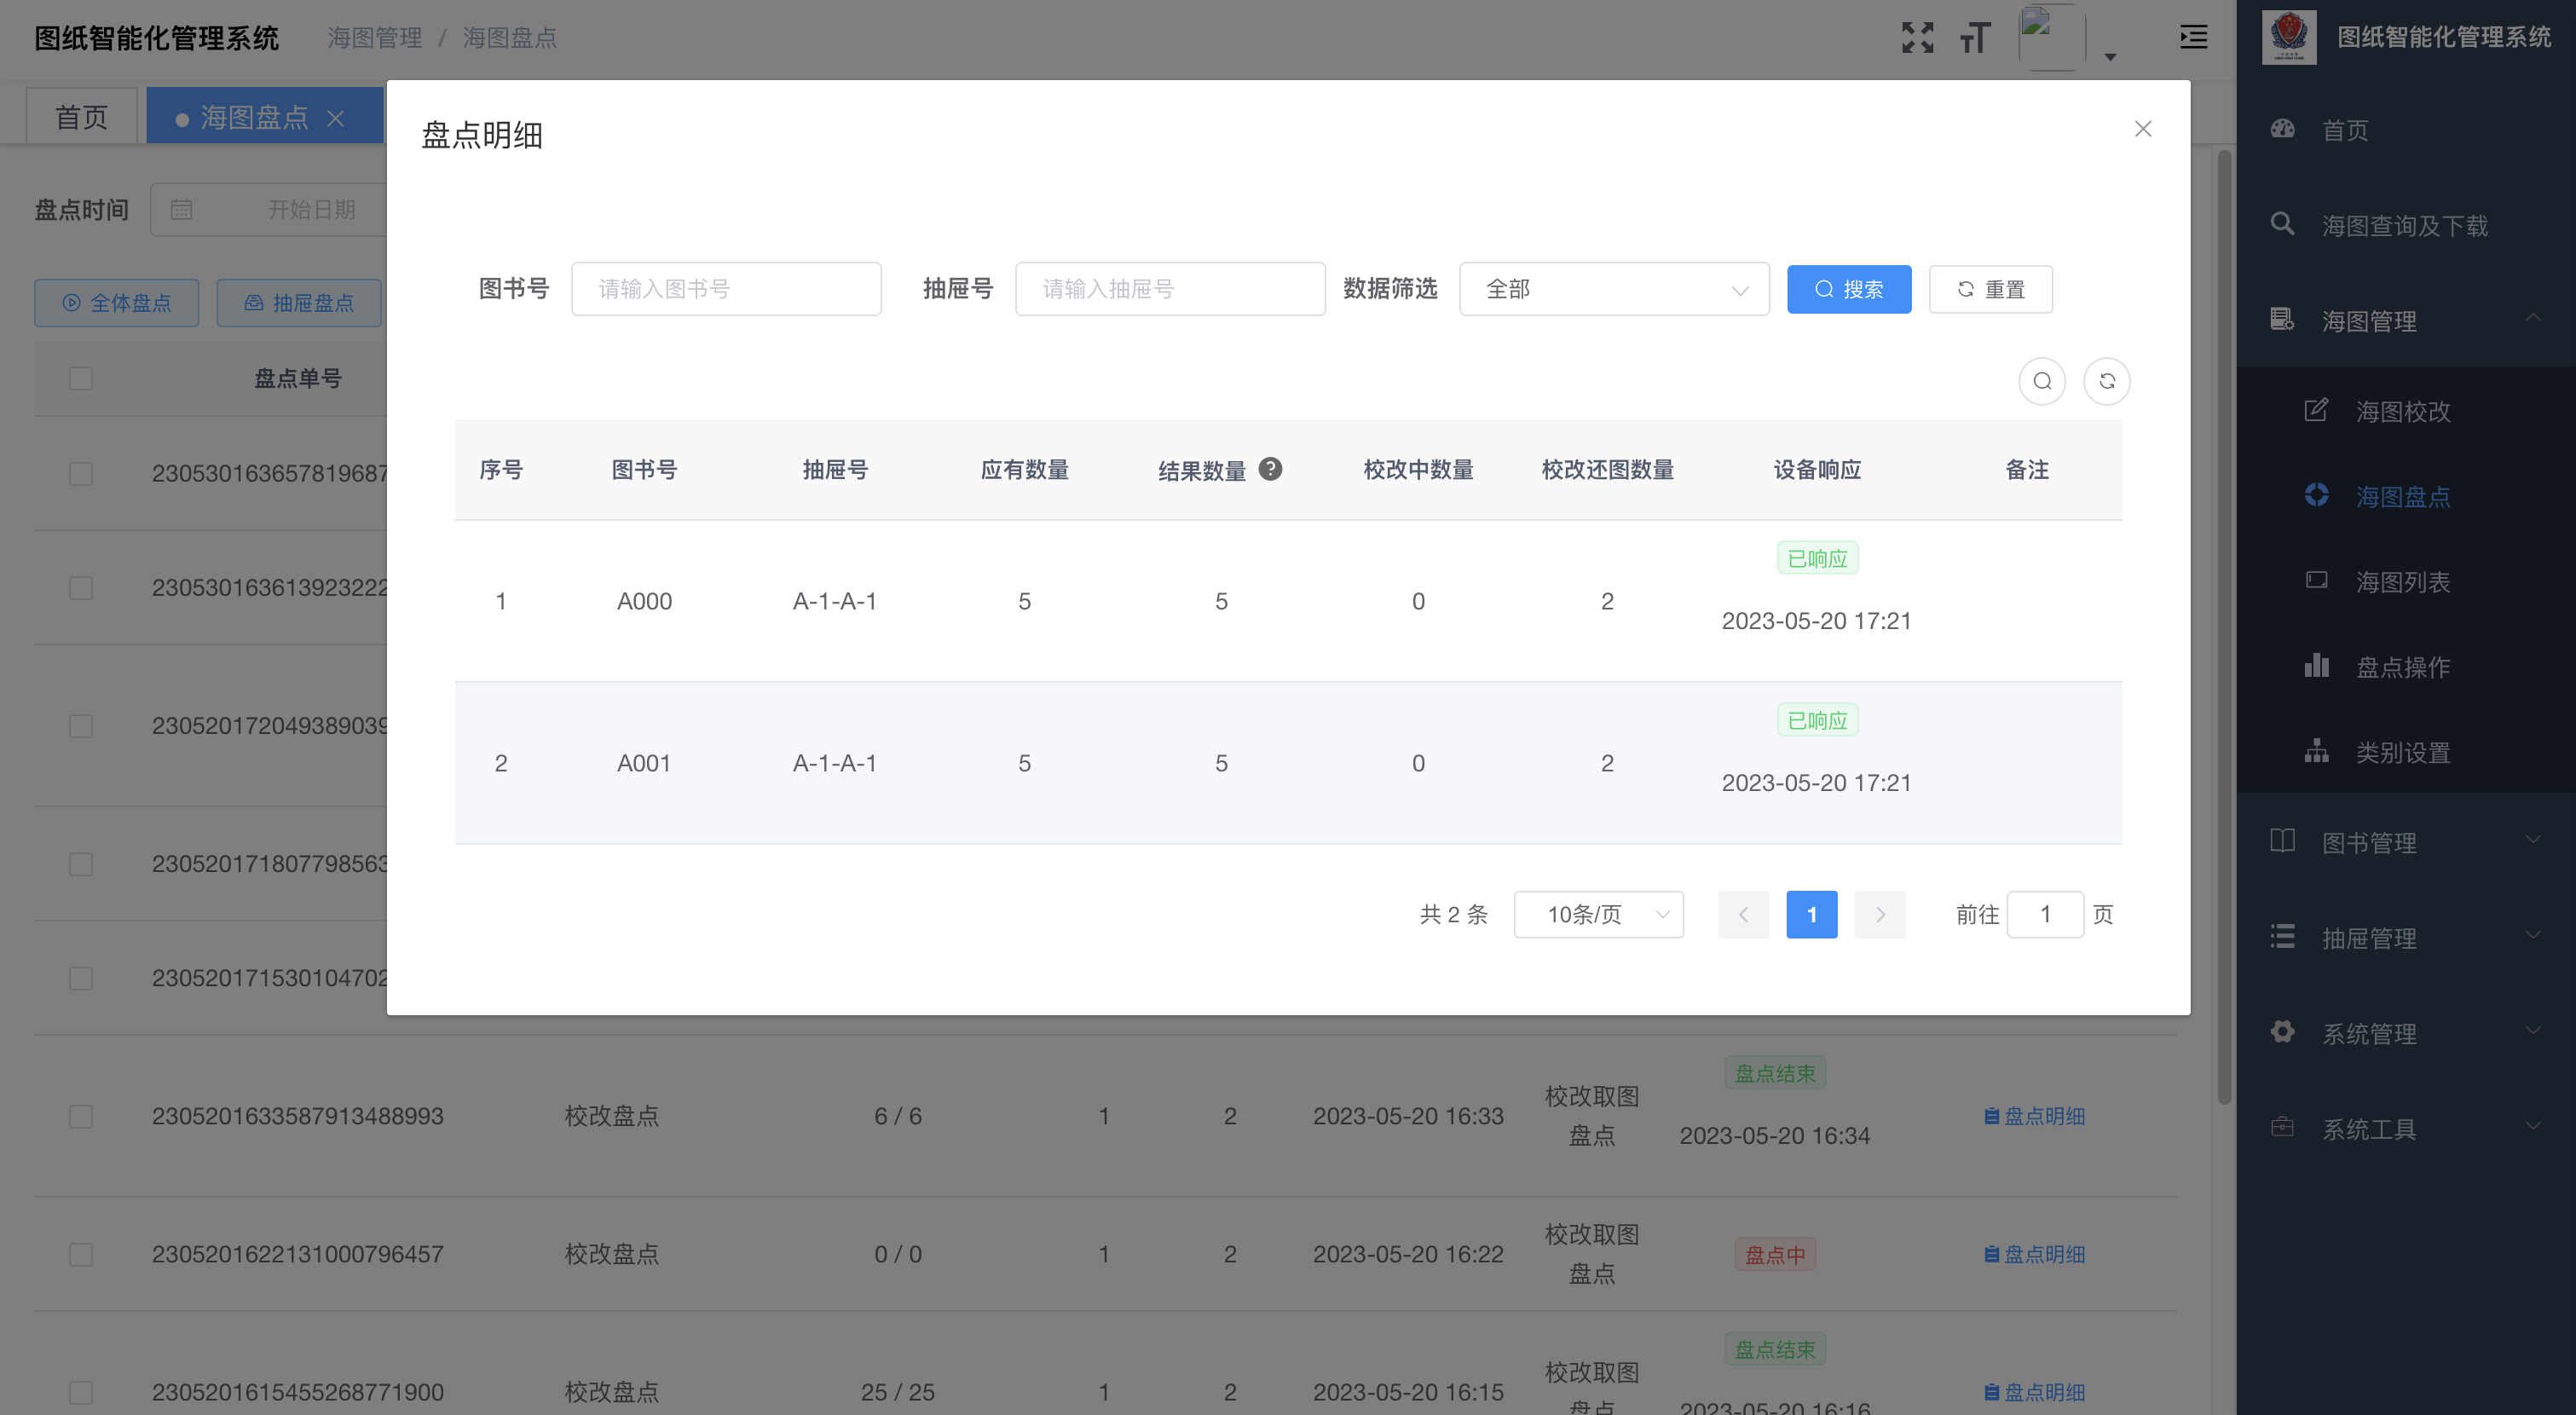 图纸智能化管理系统
海图管理 / 海图盘点
首页
海图盘点
盘点时间
开始日期
全体盘点
抽屉盘点
盘点单号
230530163657819687
230530163613923222
230520172049389039
230520171807798563
230520171530104702
盘点明细
图书号 请输入图书号
抽屉号 请输入抽屉号
数据筛选 全部
搜索
重置
序号 图书号 抽屉号 应有数量 结果数量 ? 校改中数量 校改还图数量 设备响应 备注
1 A000 A-1-A-1 5 5 0 2 已响应
2023-05-20 17:21
2 A001 A-1-A-1 5 5 0 2 已响应
2023-05-20 17:21
共 2 条 10条/页 1 前往 1 页
2305201633587913488993 校改盘点 6 / 6 1 2 2023-05-20 16:33 校改取图
盘点 盘点结束
2023-05-20 16:34 盘点明细
2305201622131000796457 校改盘点 0 / 0 1 2 2023-05-20 16:22 校改取图
盘点 盘点中 盘点明细
2305201615455268771900 校改盘点 25 / 25 1 2 2023-05-20 16:15 校改取图
盘点 盘点结束
2023-05-20 16:16 盘点明细
图纸智能化管理系统
首页
海图查询及下载
海图管理
海图校改
海图盘点
海图列表
盘点操作
类别设置
图书管理
抽屉管理
系统管理
系统工具